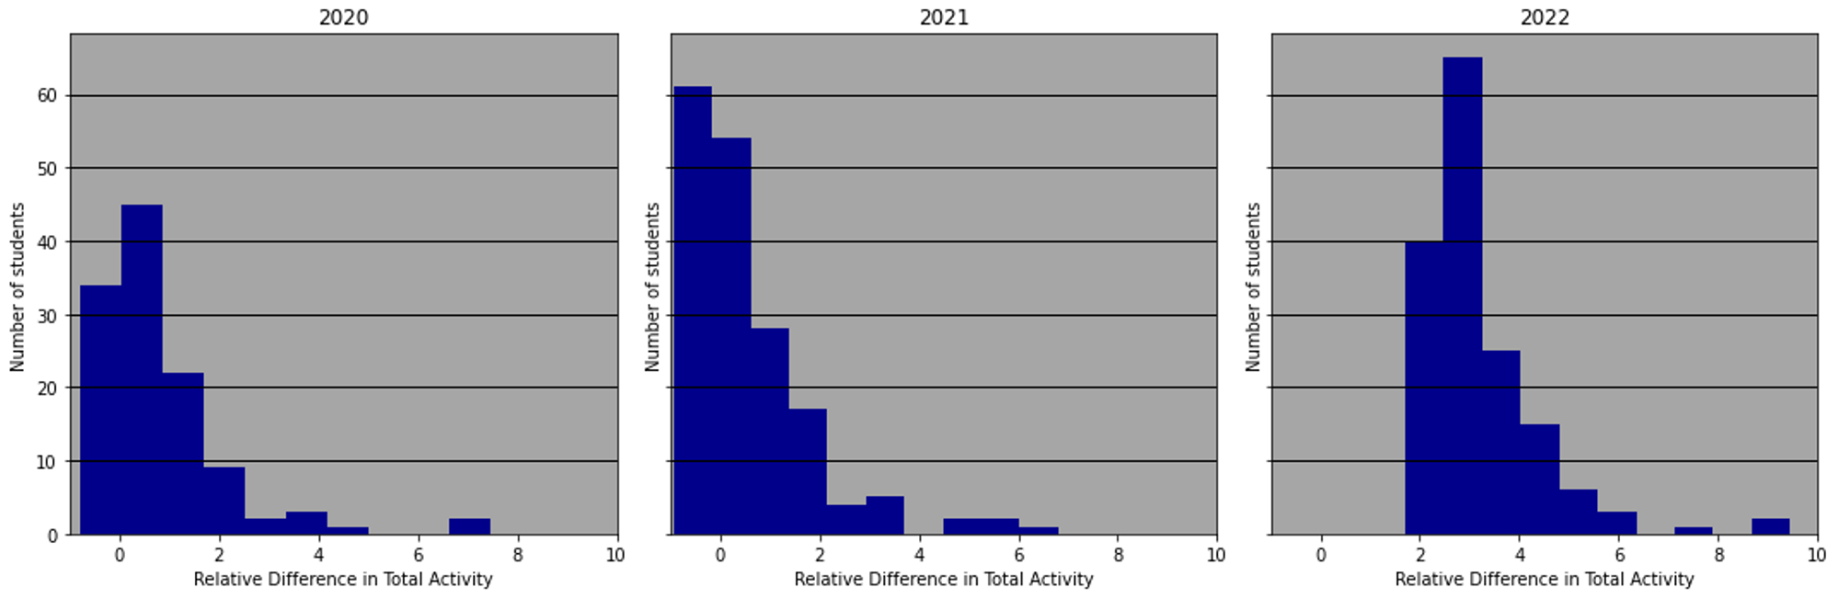 2020
2021
2022
60
50
40
30
20
10
0
Number of students
Number of students
Number of students
0 2 4 6 8 10
0 2 4 6 8 10
0 2 4 6 8 10
Relative Difference in Total Activity
Relative Difference in Total Activity
Relative Difference in Total Activity